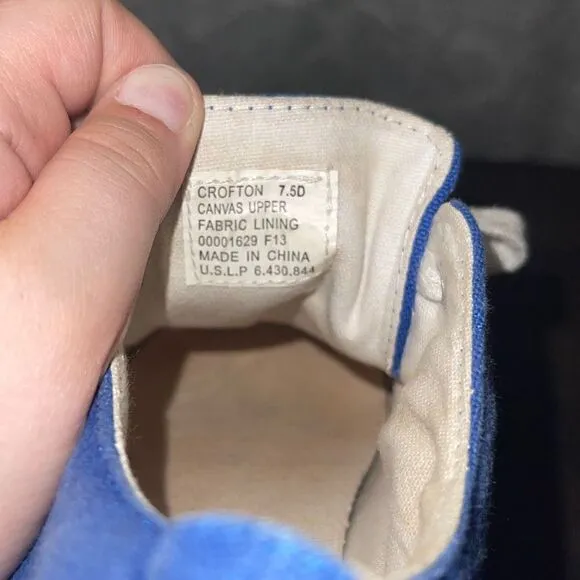 CROFTON 7.5D
CANVAS UPPER
FABRIC LINING
00001629 F13
MADE IN CHINA
U.S.L.P 6.430.844